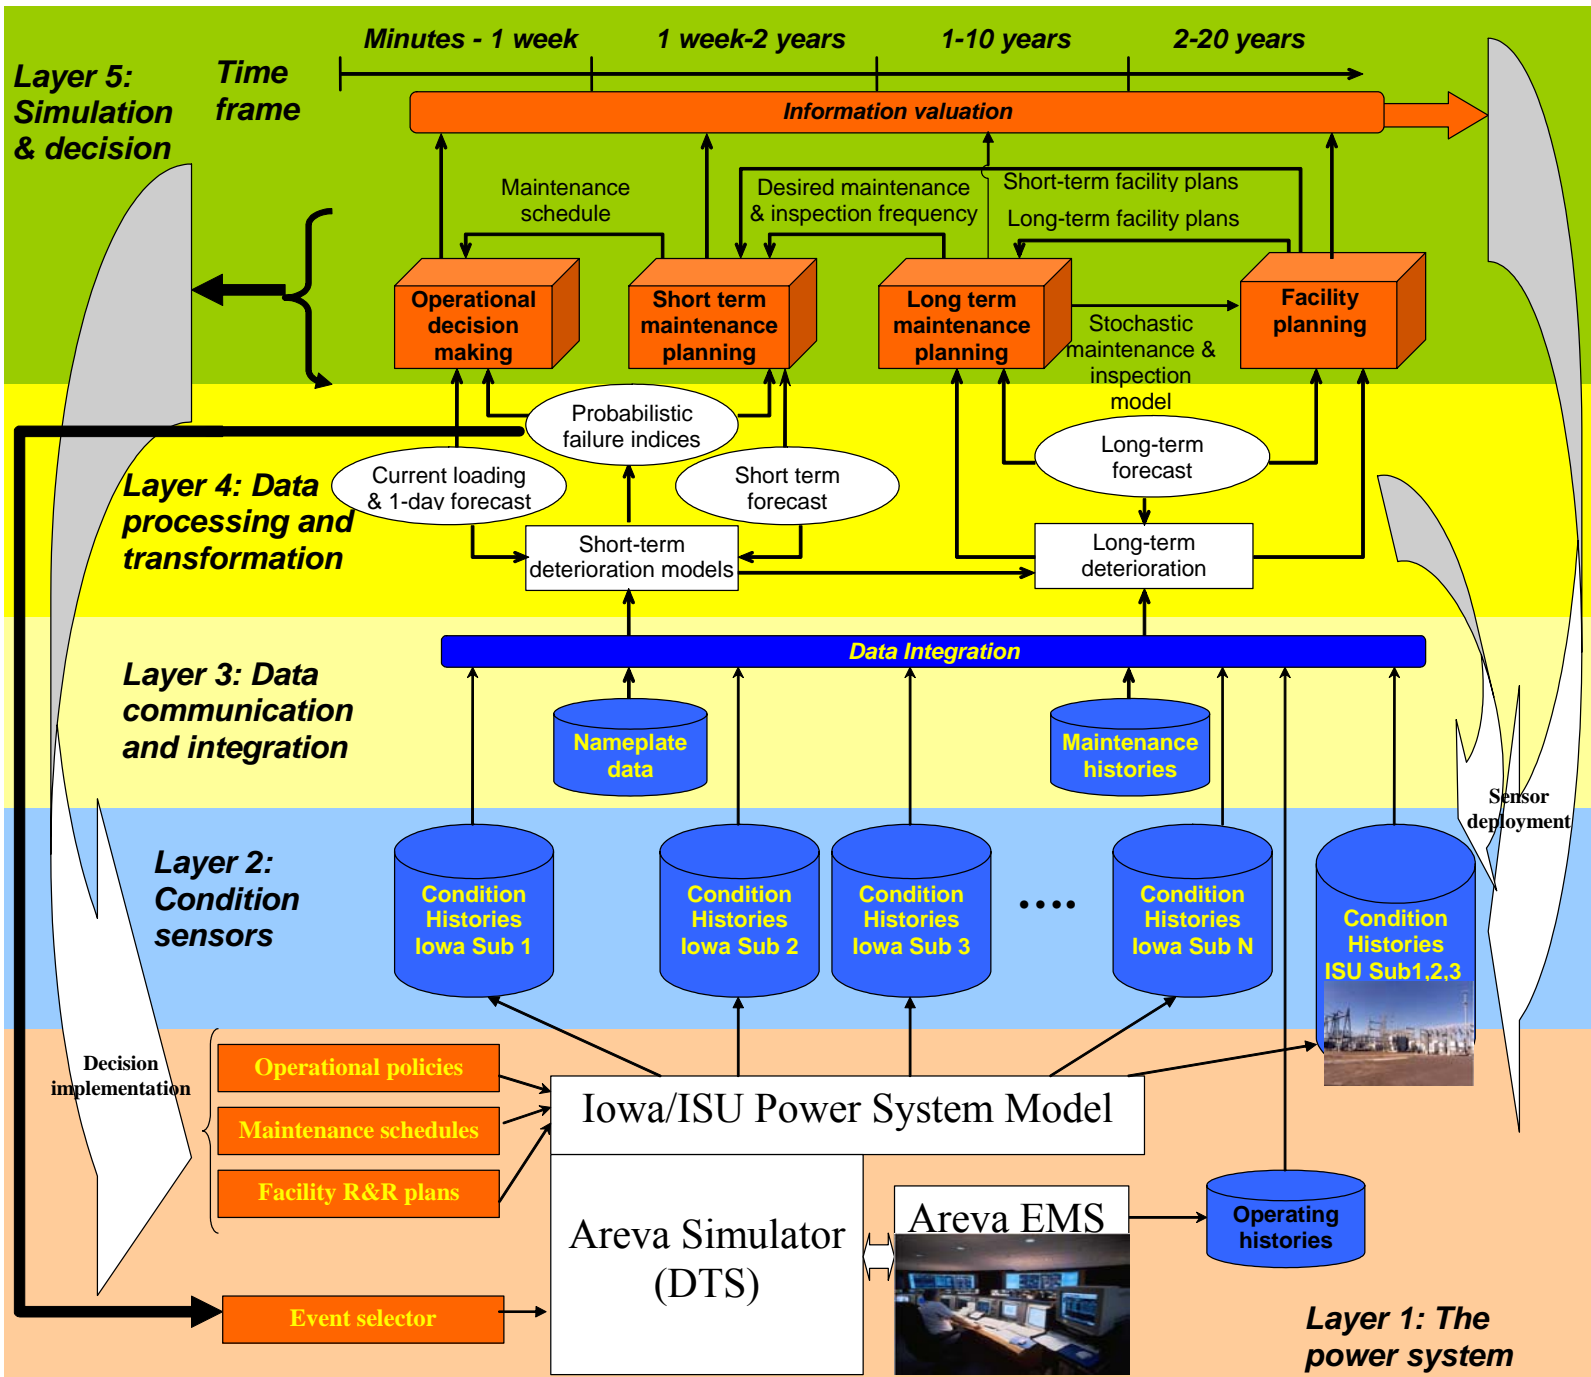 Minutes - 1 week
1 week-2 years
1-10 years
2-20 years
Layer 5:
Simulation
& decision
Time
frame
Information valuation
Maintenance
schedule
Desired maintenance
& inspection frequency
Short-term facility plans
Long-term facility plans
Operational
decision
making
Short term
maintenance
planning
Long term
maintenance
planning
Facility
planning
Stochastic
maintenance &
inspection
model
Probabilistic
failure indices
Current loading
& 1-day forecast
Short term
forecast
Long-term
forecast
Layer 4: Data
processing and
transformation
Short-term
deterioration models
Long-term
deterioration
Data Integration
Layer 3: Data
communication
and integration
Nameplate
data
Maintenance
histories
Sensor
deployment
Layer 2:
Condition
sensors
Condition
Histories
Iowa Sub 1
Condition
Histories
Iowa Sub 2
Condition
Histories
Iowa Sub 3
....
Condition
Histories
Iowa Sub N
Condition
Histories
ISU Sub1,2,3
Decision
implementation
Operational policies
Maintenance schedules
Facility R&R plans
Iowa/ISU Power System Model
Areva Simulator
(DTS)
Areva EMS
Operating
histories
Event selector
Layer 1: The
power system